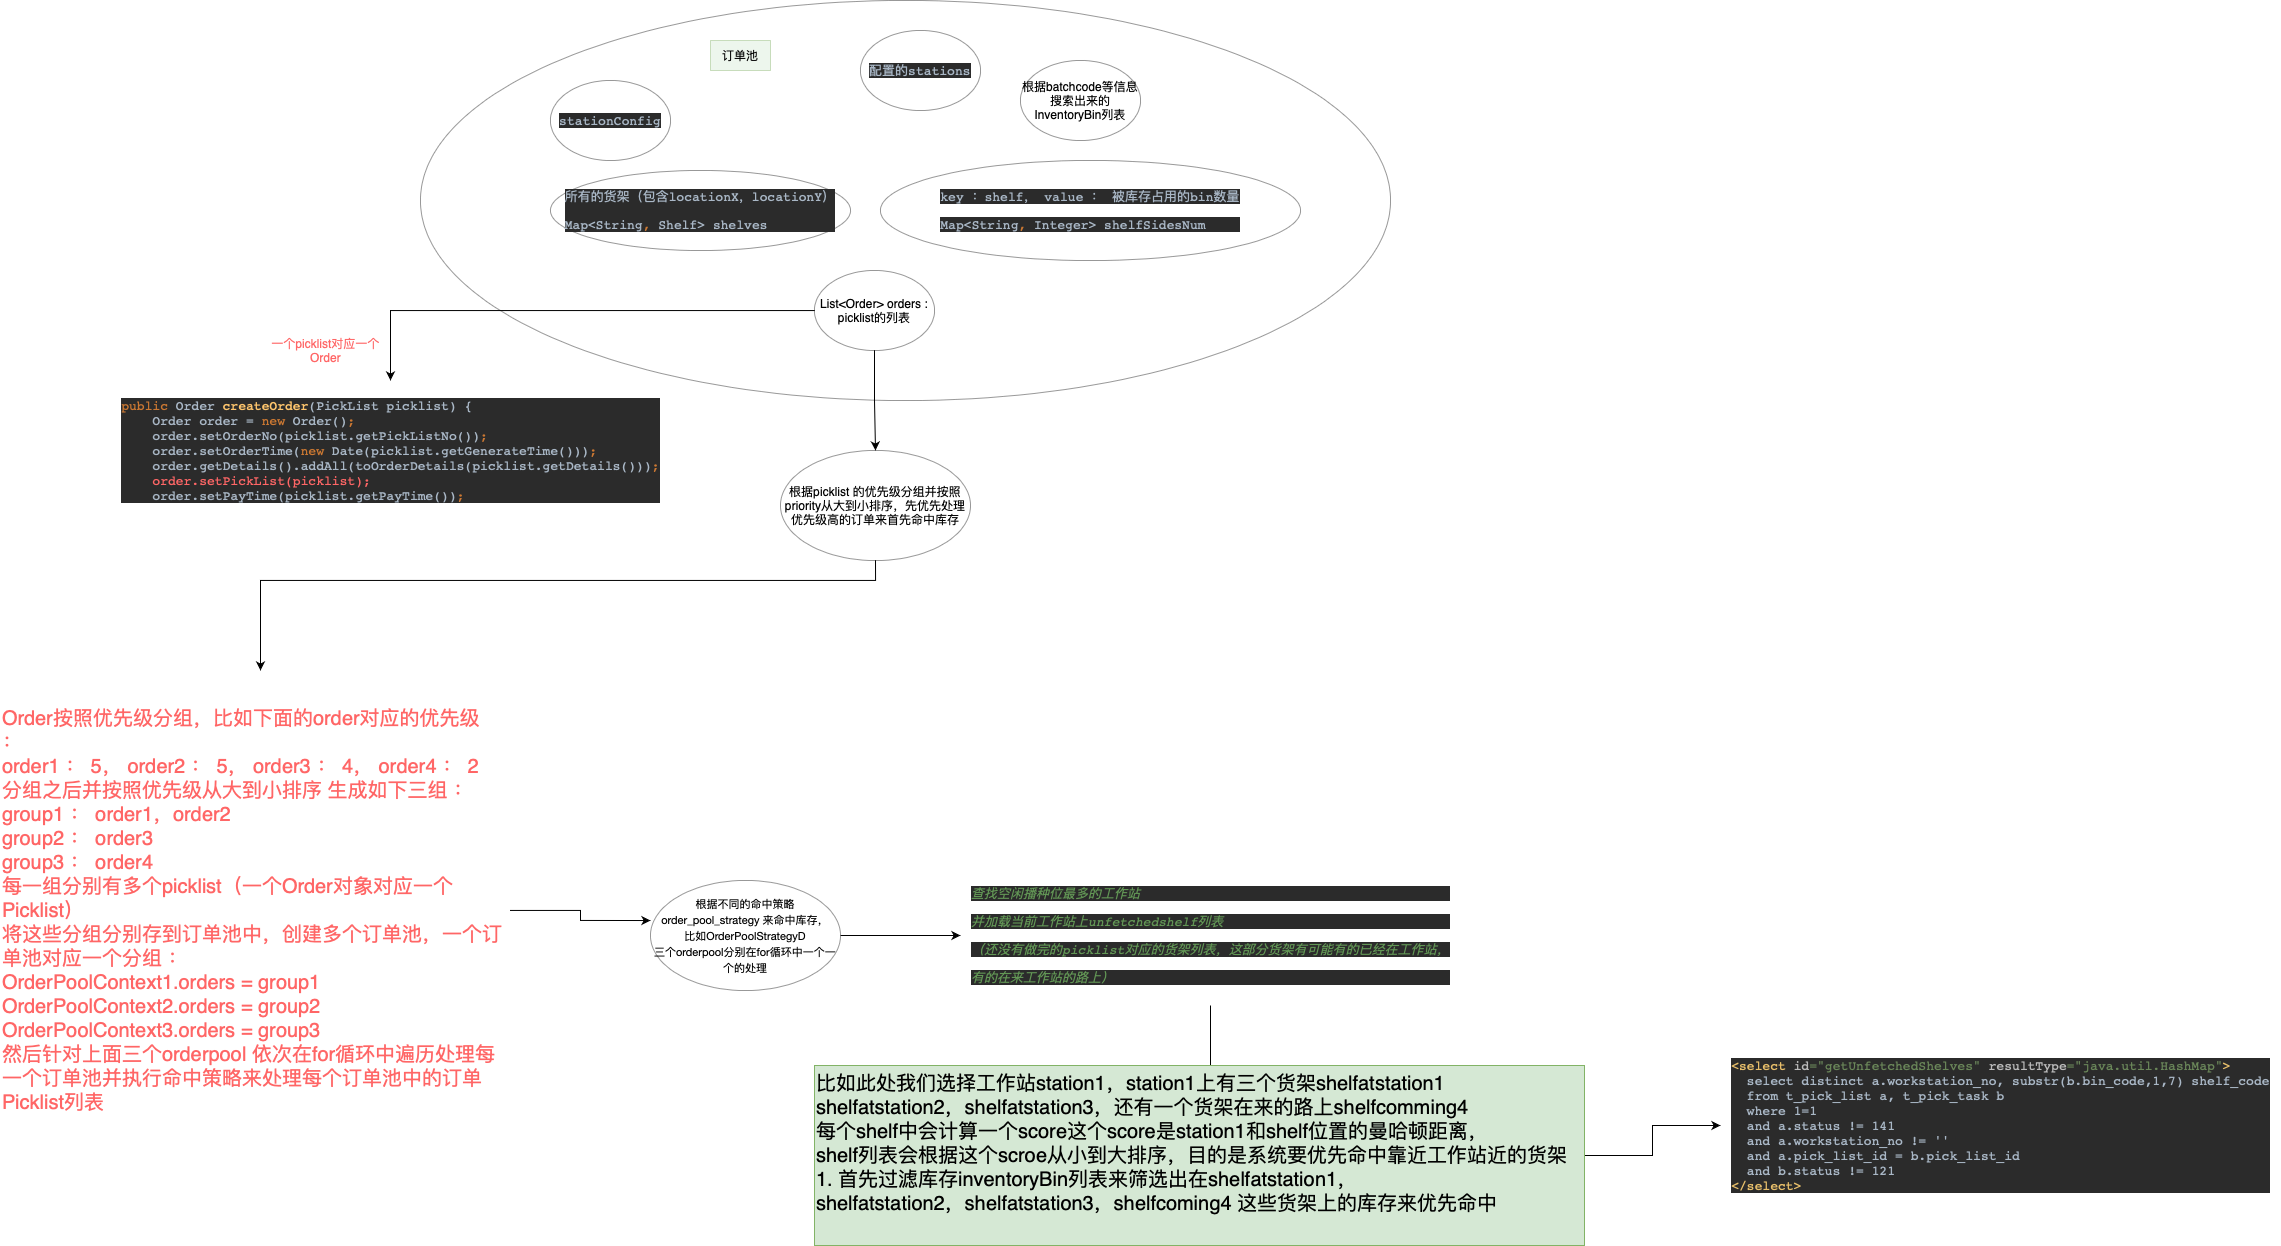 订单池
配置的stations
根据batchcode等信息
搜索出来的
InventoryBin列表
stationConfig
所有的货架（包含locationX，locationY）
Map<String, Shelf> shelves
key ：shelf， value ： 被库存占用的bin数量
Map<String, Integer> shelfSidesNum
List<Order> orders：
picklist的列表
一个picklist对应一个
Order
public Order createOrder(PickList picklist) {
Order order = new Order();
order.setOrderNo(picklist.getPickListNo());
order.setOrderTime(new Date(picklist.getGenerateTime()));
order.getDetails().addAll(toOrderDetails(picklist.getDetails()));
order.setPickList(picklist);
order.setPayTime(picklist.getPayTime());
根据picklist 的优先级分组并按照
priority从大到小排序，先优先处理
优先级高的订单来首先命中库存
Order按照优先级分组，比如下面的order对应的优先级
：
order1： 5， order2： 5， order3： 4， order4： 2
分组之后并按照优先级从大到小排序 生成如下三组：
group1： order1，order2
group2： order3
group3： order4
每一组分别有多个picklist（一个Order对象对应一个
Picklist）
将这些分组分别存到订单池中，创建多个订单池，一个订
单池对应一个分组：
OrderPoolContext1.orders = group1
OrderPoolContext2.orders = group2
OrderPoolContext3.orders = group3
然后针对上面三个orderpool 依次在for循环中遍历处理每
一个订单池并执行命中策略来处理每个订单池中的订单
Picklist列表
根据不同的命中策略
order_pool_strategy 来命中库存，
比如OrderPoolStrategyD
三个orderpool分别在for循环中一个一
个的处理
查找空闲播种位最多的工作站
并加载当前工作站上unfetchedshelf列表
（还没有做完的picklist对应的货架列表，这部分货架有可能有的已经在工作站，
有的在来工作站的路上）
比如此处我们选择工作站station1，station1上有三个货架shelfatstation1
shelfatstation2，shelfatstation3，还有一个货架在来的路上shelfcomming4
每个shelf中会计算一个score这个score是station1和shelf位置的曼哈顿距离，
shelf列表会根据这个scroe从小到大排序，目的是系统要优先命中靠近工作站近的货架
1. 首先过滤库存inventoryBin列表来筛选出在shelfatstation1，
shelfatstation2，shelfatstation3，shelfcoming4 这些货架上的库存来优先命中
<select id="getUnfetchedShelves" resultType="java.util.HashMap">
select distinct a.workstation_no, substr(b.bin_code,1,7) shelf_code
from t_pick_list a, t_pick_task b
where 1=1
and a.status != 141
and a.workstation_no != ''
and a.pick_list_id = b.pick_list_id
and b.status != 121
</select>